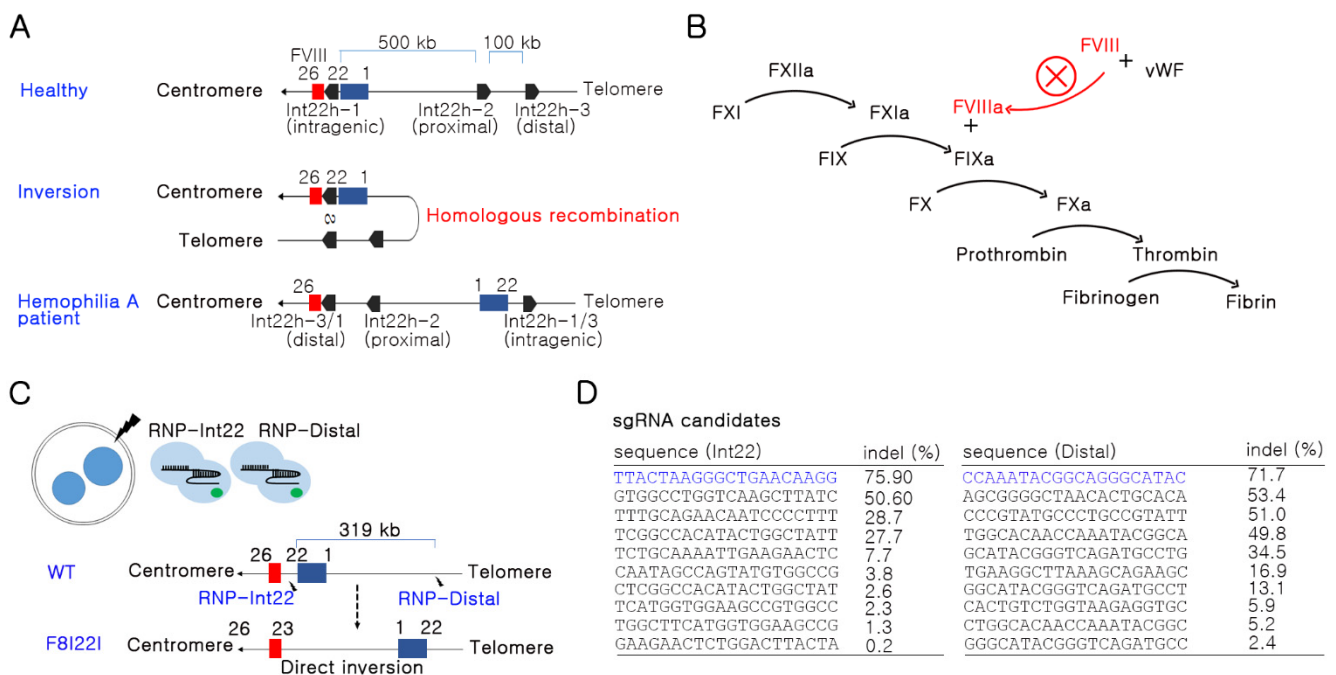 A
500 kb
100 kb
FVIII
26 22 1
Healthy
Centromere
Telomere
Int22h-1
(intragenic)
Int22h-2
(proximal)
Int22h-3
(distal)
Inversion
26 22 1
Centromere
Homologous recombination
Telomere
Hemophilia A
patient
26
1 22
Centromere
Telomere
Int22h-3/1
(distal)
Int22h-2
(proximal)
Int22h-1/3
(intragenic)
B
FVIII
+
vWF
FXIIa
FVIIIa
FXI
FXIa
+
FIX
FIXa
FX
FXa
Prothrombin
Thrombin
Fibrinogen
Fibrin
C
RNP-Int22 RNP-Distal
319 kb
WT
26 22 1
Centromere
Telomere
RNP-Int22
RNP-Distal
F8I22I
26 23 1 22
Centromere
Telomere
Direct inversion
D
sgRNA candidates
sequence (Int22) indel (%)
TTACTAAGGGCTGAACAAGG 75.90
GTGGCCTGGTCAAGCTTATC 50.60
TTTGCAGAACAATCCCCTTT 28.7
TCGGCCACATACTGGCTATT 27.7
TCTGCAAAATTGAAGAACTC 7.7
CAATAGCCAGTATGTGGCCG 3.8
CTCGGCCACATACTGGCTAT 2.6
TCATGGTGGAAGCCGTGGCC 2.3
TGGCTTCATGGTGGAAGCCG 1.3
GAAGAACTCTGGACTTACTA 0.2
sequence (Distal) indel (%)
CCAAATACGGCAGGGCATAC 71.7
AGCGGGGCTAACACTGCACA 53.4
CCCGTATGCCCTGCCGTATT 51.0
TGGCACAACCAAATACGGCA 49.8
GCATACGGGTCAGATGCCTG 34.5
TGAAGGCTTAAAGCAGAAGC 16.9
GGCATACGGGTCAGATGCCT 13.1
CACTGTCTGGTAAGAGGTGC 5.9
CTGGCACAACCAAATACGGC 5.2
GGGCATACGGGTCAGATGCC 2.4